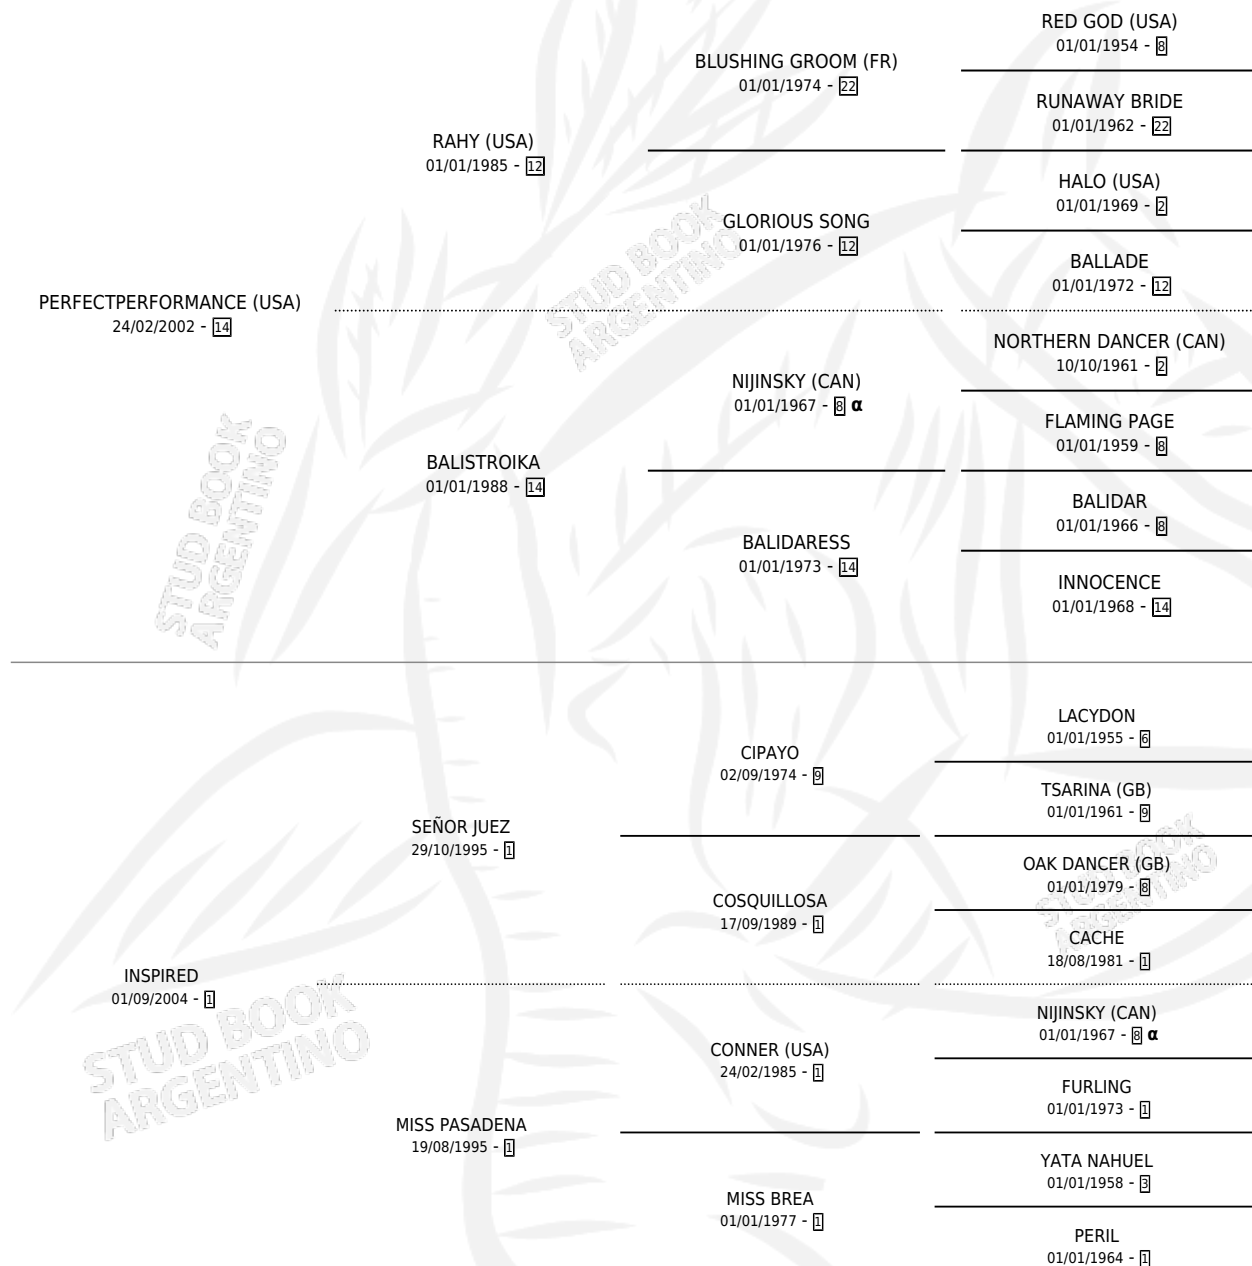 RED GOD (USA)
01/01/1954 - 8
BLUSHING GROOM (FR)
01/01/1974 - 22
RUNAWAY BRIDE
01/01/1962 - 22
RAHY (USA)
01/01/1985 - 12
HALO (USA)
01/01/1969 - 2
GLORIOUS SONG
01/01/1976 - 12
BALLADE
01/01/1972 - 12
PERFECTPERFORMANCE (USA)
24/02/2002 - 14
NORTHERN DANCER (CAN)
10/10/1961 - 2
NIJINSKY (CAN)
01/01/1967 - 8 α
FLAMING PAGE
01/01/1959 - 8
BALISTROIKA
01/01/1988 - 14
BALIDAR
01/01/1966 - 8
BALIDARESS
01/01/1973 - 14
INNOCENCE
01/01/1968 - 14
LACYDON
01/01/1955 - 6
CIPAYO
02/09/1974 - 9
TSARINA (GB)
01/01/1961 - 9
SEÑOR JUEZ
29/10/1995 - 1
OAK DANCER (GB)
01/01/1979 - 8
COSQUILLOSA
17/09/1989 - 1
CACHE
18/08/1981 - 1
INSPIRED
01/09/2004 - 1
NIJINSKY (CAN)
01/01/1967 - 8 α
CONNER (USA)
24/02/1985 - 1
FURLING
01/01/1973 - 1
MISS PASADENA
19/08/1995 - 1
YATA NAHUEL
01/01/1958 - 3
MISS BREA
01/01/1977 - 1
PERIL
01/01/1964 - 1
STUD BOOK
ARGENTINO
STUD BOOK
ARGENTINO
STUD BOOK
ARGENTINO
STUD BOOK
ARGENTINO